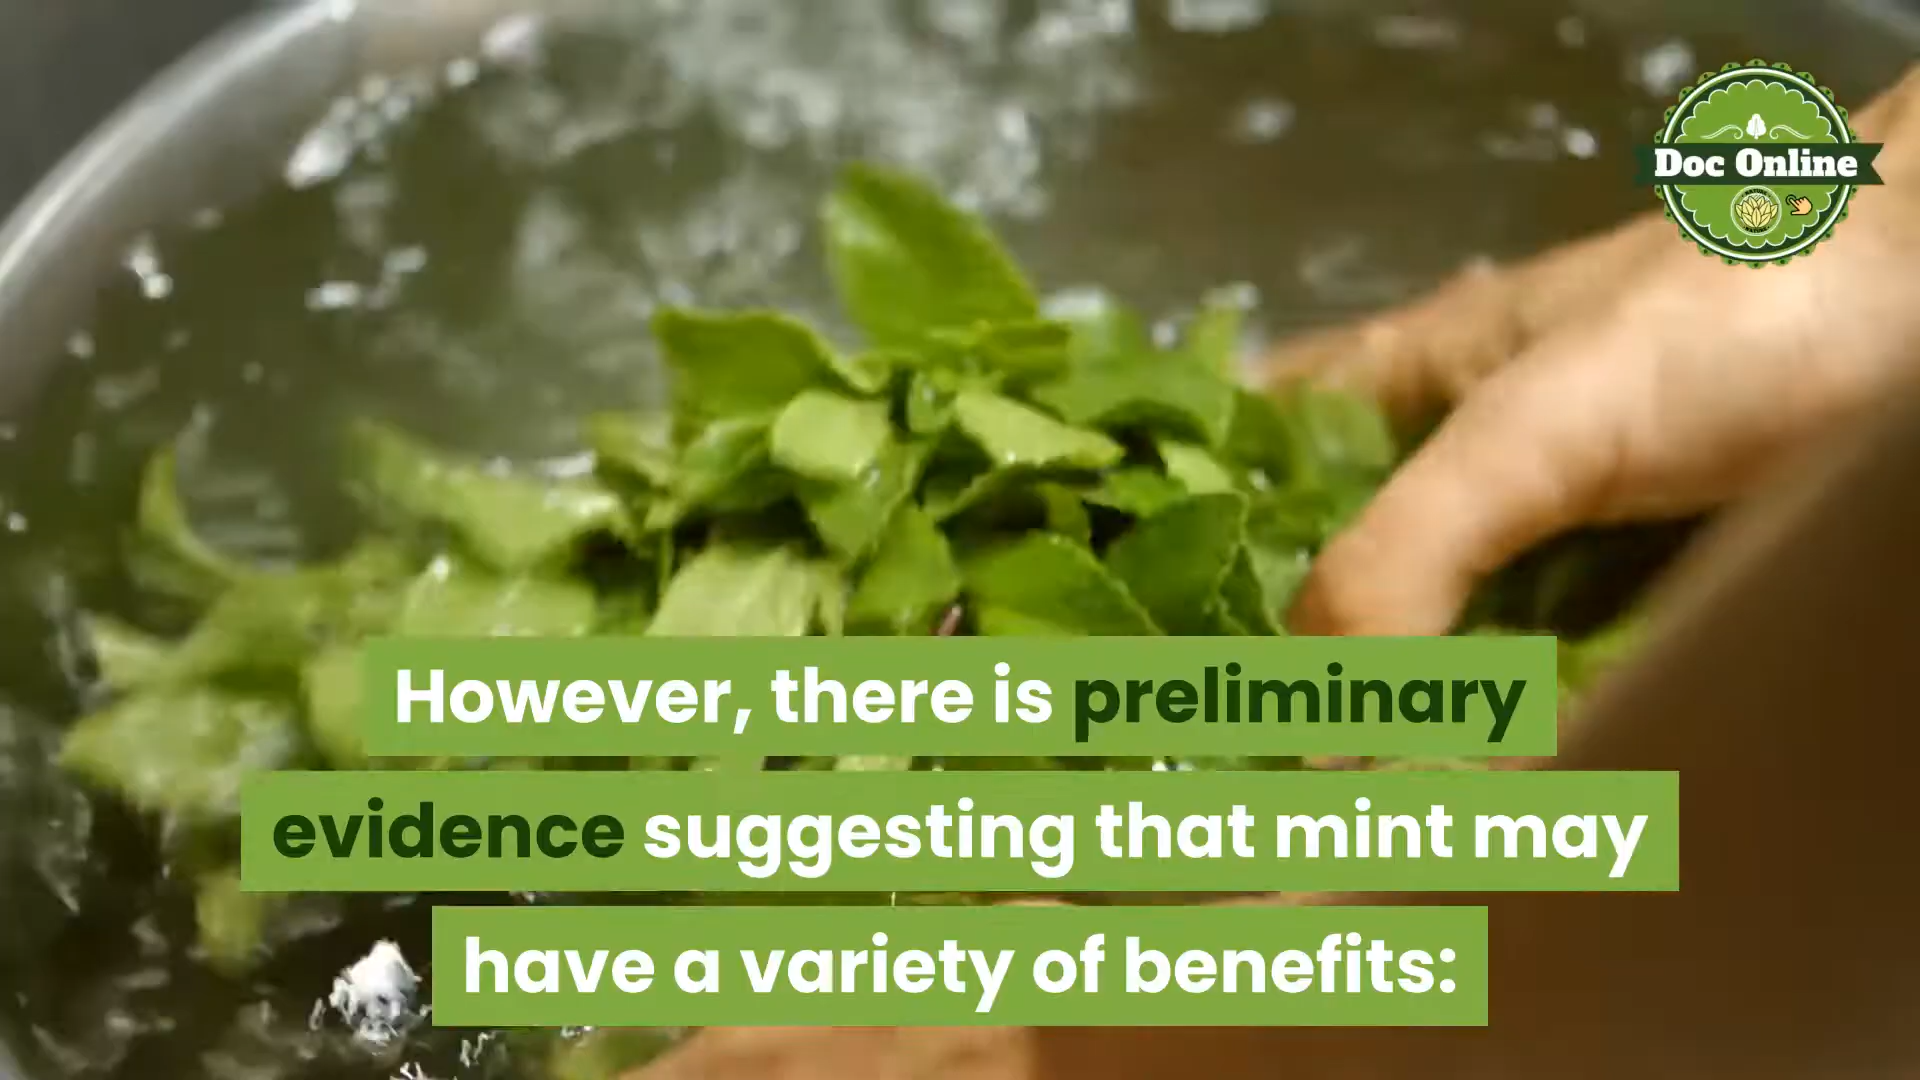 Doc Online
However, there is preliminary
evidence suggesting that mint may
have a variety of benefits: